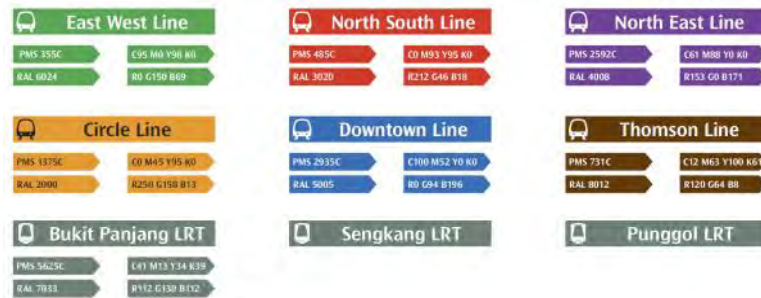 East West Line
PMS 355C
C95 M0 Y98 K0
RAL 6024
R0 G150 B69
North South Line
PMS 485C
C0 M93 Y95 K0
RAL 3020
R212 G46 B18
North East Line
PMS 2592C
C61 M88 Y0 K0
RAL 4008
R153 G0 B171
Circle Line
PMS 1375C
C0 M45 Y95 K0
RAL 2000
R250 G158 B13
Downtown Line
PMS 2935C
C100 M52 Y0 K0
RAL 5005
R0 G94 B196
Thomson Line
PMS 731C
C12 M63 Y100 K61
RAL 8012
R120 G64 B8
Bukit Panjang LRT
PMS 5625C
C41 M13 Y34 K39
RAL 7033
R112 G130 B112
Sengkang LRT
Punggol LRT